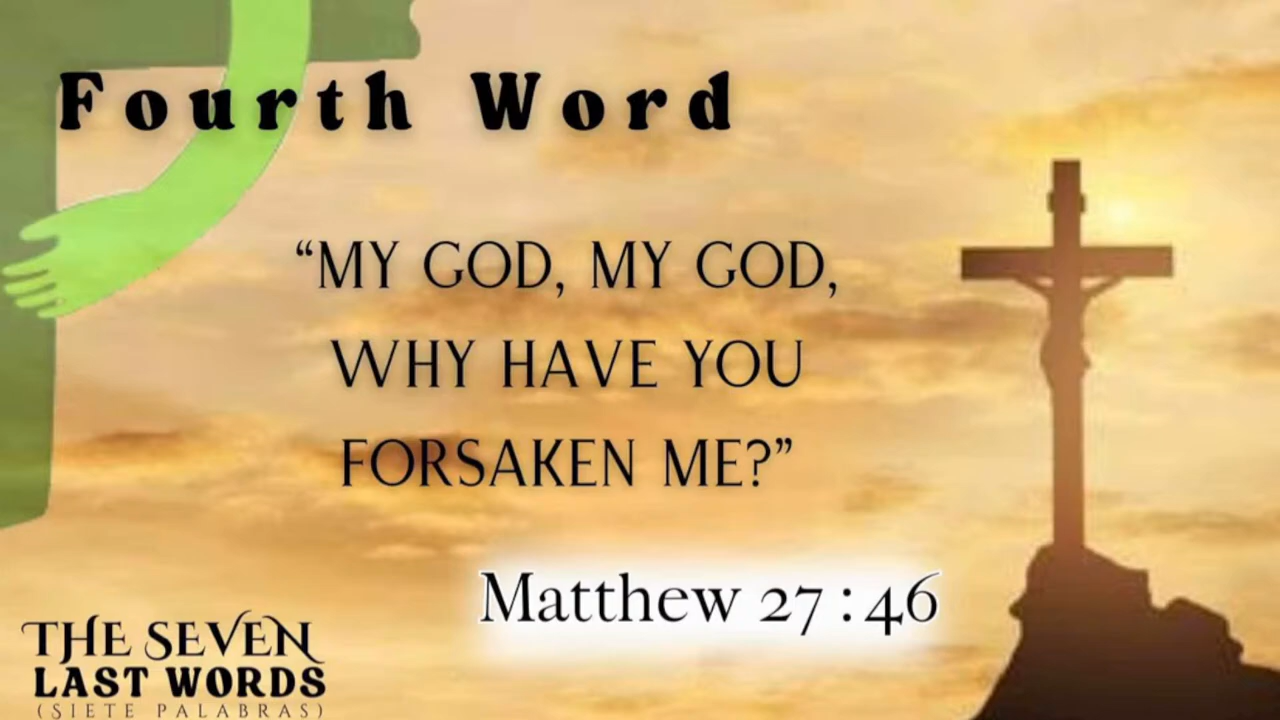 Fourth Word
“MY GOD, MY GOD,
WHY HAVE YOU
FORSAKEN ME?”
Matthew 27:46
THE SEVEN
LAST WORDS
(SIETE PALABRAS)